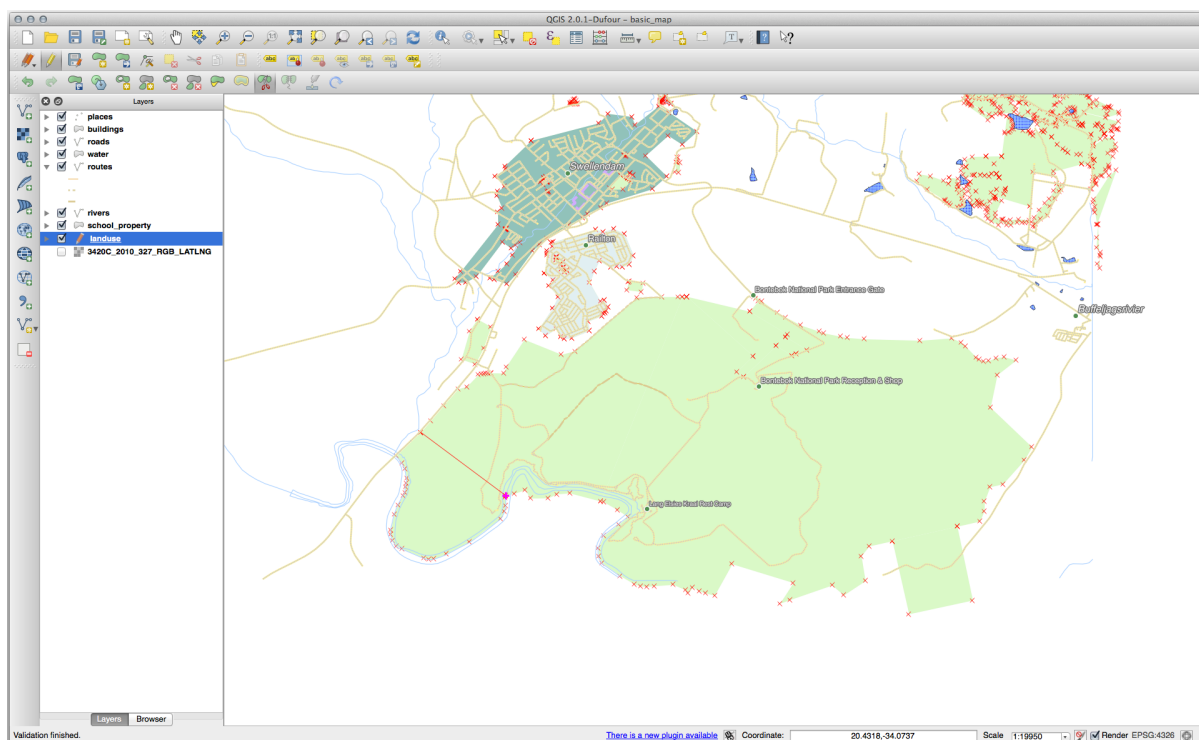 QGIS 2.0.1-Dufour - basic_map
Layers
places
buildings
roads
water
routes
rivers
school_property
landuse
3420C_2010_327_RGB_LATLNG
Swellendam
Railton
Bontebok National Park Entrance Gate
Buffeljagsrivier
Bontebok National Park Reception & Shop
Lang Elsies Kraal Rest Camp
Layers Browser
Validation finished.
There is a new plugin available Coordinate: 20.4318,-34.0737 Scale 1:19950 Render EPSG:4326